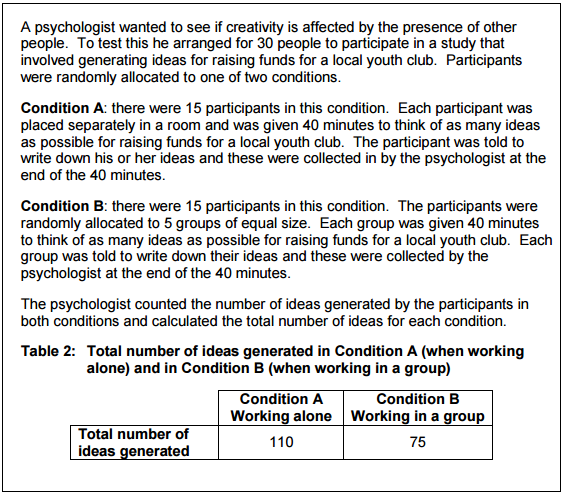 A psychologist wanted to see if creativity is affected by the presence of other
people.  To test this he arranged for 30 people to participate in a study that
involved generating ideas for raising funds for a local youth club.  Participants
were randomly allocated to one of two conditions.
Condition A: there were 15 participants in this condition.  Each participant was
placed separately in a room and was given 40 minutes to think of as many ideas
as possible for raising funds for a local youth club.  The participant was told to
write down his or her ideas and these were collected in by the psychologist at the
end of the 40 minutes.
Condition B: there were 15 participants in this condition.  The participants were
randomly allocated to 5 groups of equal size.  Each group was given 40 minutes
to think of as many ideas as possible for raising funds for a local youth club.  Each
group was told to write down their ideas and these were collected by the
psychologist at the end of the 40 minutes.
The psychologist counted the number of ideas generated by the participants in
both conditions and calculated the total number of ideas for each condition.
Table 2:  Total number of ideas generated in Condition A (when working
alone) and in Condition B (when working in a group)
Condition A Condition B
Working alone Working in a group
Total number of
ideas generated 110 75